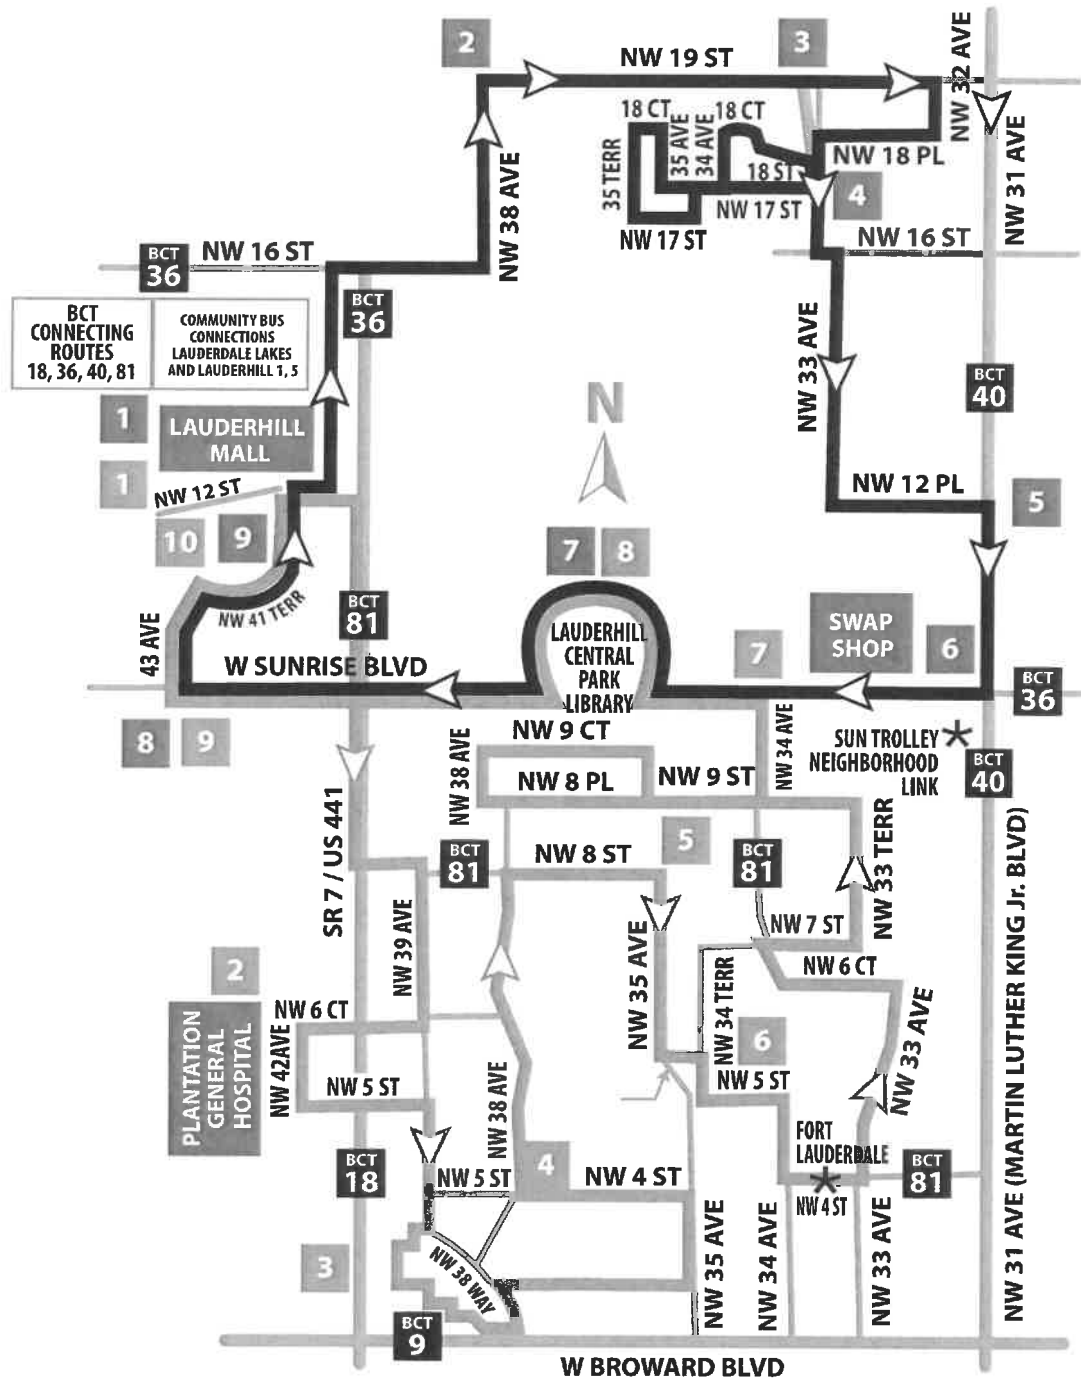 2
3
NW 19 ST
NW 32 AVE
18 CT
18 CT
35 AVE
34 AVE
35 TERR
NW 18 PL
18 ST
4
NW 17 ST
NW 17 ST
NW 31 AVE
NW 38 AVE
NW 16 ST
BCT
36
NW 16 ST
BCT
CONNECTING
ROUTES
18, 36, 40, 81
COMMUNITY BUS
CONNECTIONS
LAUDERDALE LAKES
AND LAUDERHILL 1, 5
BCT
36
NW 33 AVE
BCT
40
N
1
LAUDERHILL
MALL
1
NW 12 ST
NW 12 PL
5
10
9
7
8
NW 41 TERR
43 AVE
BCT
81
LAUDERHILL
CENTRAL
PARK
LIBRARY
SWAP
SHOP
6
7
W SUNRISE BLVD
BCT
36
8
9
NW 9 CT
NW 34 AVE
SUN TROLLEY
NEIGHBORHOOD
LINK
*
BCT
40
NW 38 AVE
NW 8 PL
NW 9 ST
SR 7 / US 441
BCT
81
NW 8 ST
5
BCT
81
NW 33 TERR
NW 39 AVE
NW 7 ST
NW 35 AVE
NW 34 TERR
NW 6 CT
2
NW 6 CT
PLANTATION
GENERAL
HOSPITAL
NW 42AVE
NW 5 ST
6
NW 33 AVE
NW 5 ST
NW 38 AVE
FORT
LAUDERDALE
*
NW 4 ST
BCT
81
BCT
18
NW 5 ST
4
NW 4 ST
3
NW 38 WAY
NW 35 AVE
NW 34 AVE
NW 33 AVE
NW 31 AVE (MARTIN LUTHER KING Jr. BLVD)
BCT
9
W BROWARD BLVD